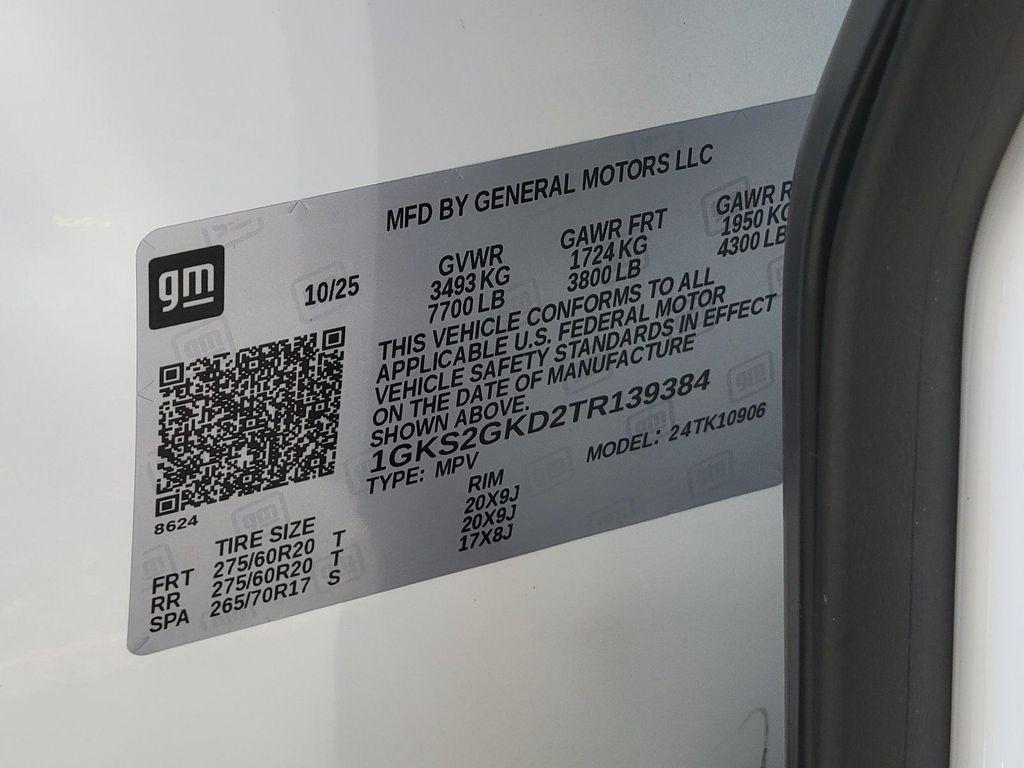 MFD BY GENERAL MOTORS LLC
gm
10/25
GVWR
3493 KG
7700 LB
GAWR FRT
1724 KG
3800 LB
GAWR R
1950 KG
4300 LB
THIS VEHICLE CONFORMS TO ALL
APPLICABLE U.S. FEDERAL MOTOR
VEHICLE SAFETY STANDARDS IN EFFECT
ON THE DATE OF MANUFACTURE
SHOWN ABOVE.
1GKS2GKD2TR139384
TYPE: MPV
MODEL: 24TK10906
8624
TIRE SIZE RIM
FRT 275/60R20 T 20X9J
RR 275/60R20 T 20X9J
SPA 265/70R17 S 17X8J